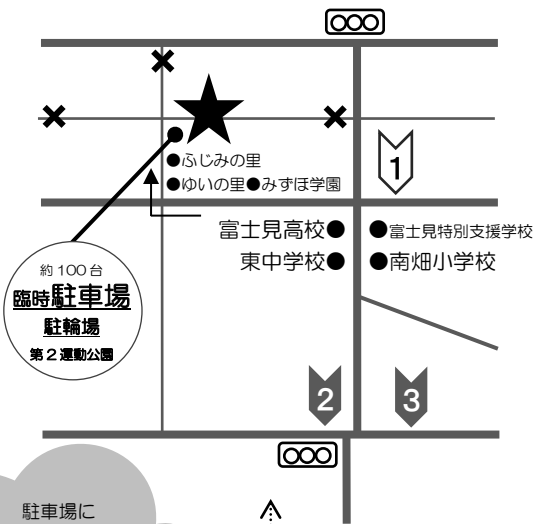 1
●ふじみの里
●ゆいの里●みずほ学園
富士見高校● ●富士見特別支援学校
東中学校● ●南畑小学校
約100台
臨時駐車場
駐輪場
第2運動公園
2 3
駐車場に